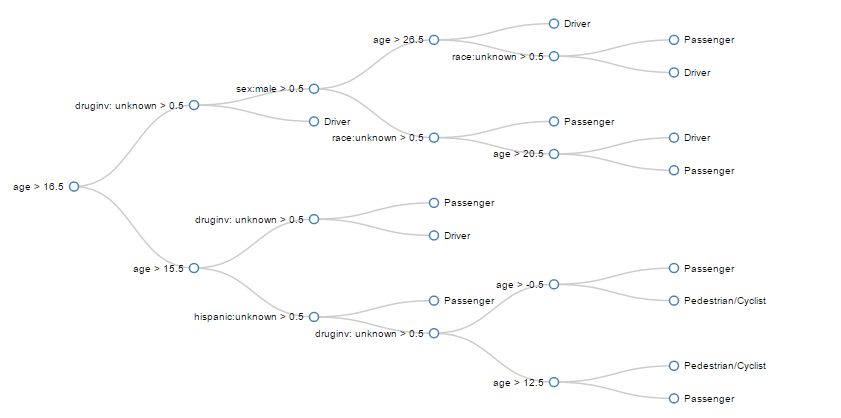 Driver
age > 26.5
Passenger
race:unknown > 0.5
Driver
sex:male > 0.5
druginv: unknown > 0.5
Driver
Passenger
race:unknown > 0.5
Driver
age > 20.5
Passenger
age > 16.5
Passenger
druginv: unknown > 0.5
Driver
age > 15.5
Passenger
age > -0.5
Passenger
Pedestrian/Cyclist
hispanic:unknown > 0.5
druginv: unknown > 0.5
Pedestrian/Cyclist
age > 12.5
Passenger